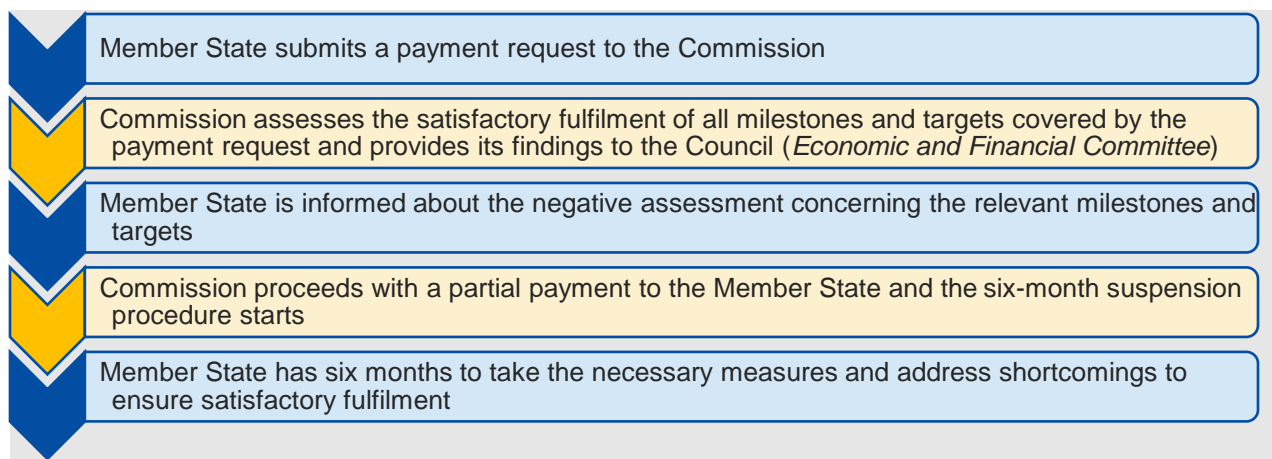 Member State submits a payment request to the Commission
Commission assesses the satisfactory fulfilment of all milestones and targets covered by the
payment request and provides its findings to the Council (Economic and Financial Committee)
Member State is informed about the negative assessment concerning the relevant milestones and
targets
Commission proceeds with a partial payment to the Member State and the six-month suspension
procedure starts
Member State has six months to take the necessary measures and address shortcomings to
ensure satisfactory fulfilment